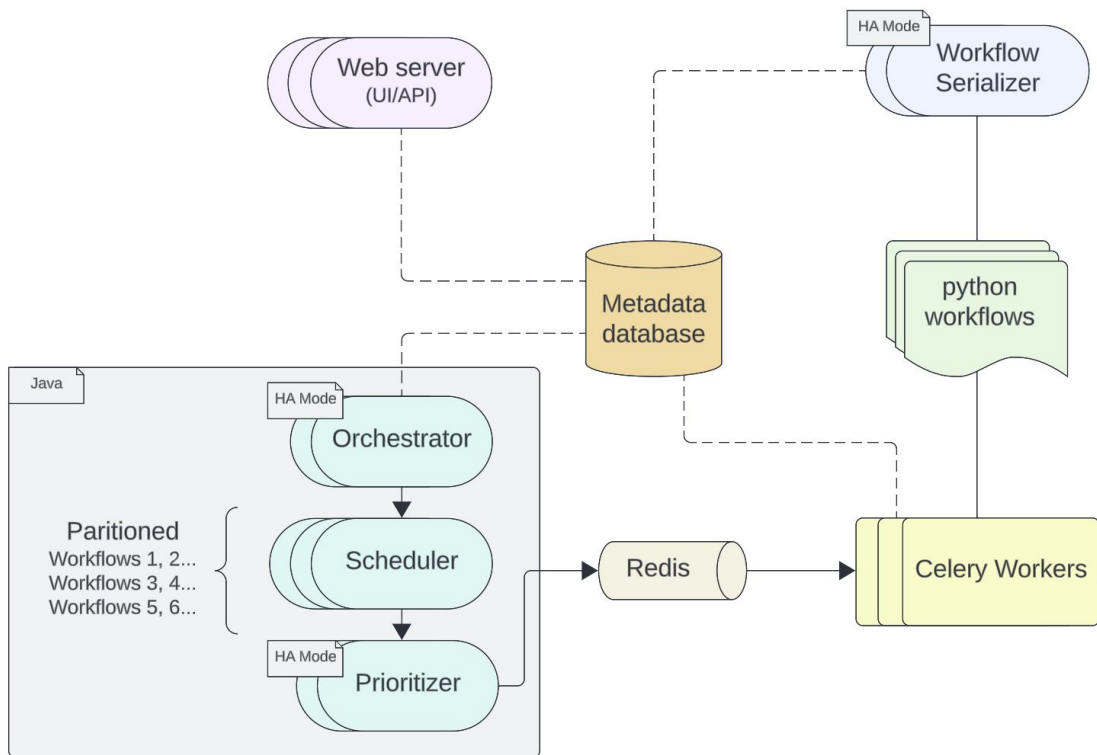 HA Mode
Web server
(UI/API)
Workflow
Serializer
Metadata
database
python
workflows
Java
HA Mode
Orchestrator
Paritioned
Workflows 1, 2...
Workflows 3, 4...
Workflows 5, 6...
Scheduler
Redis
Celery Workers
HA Mode
Prioritizer